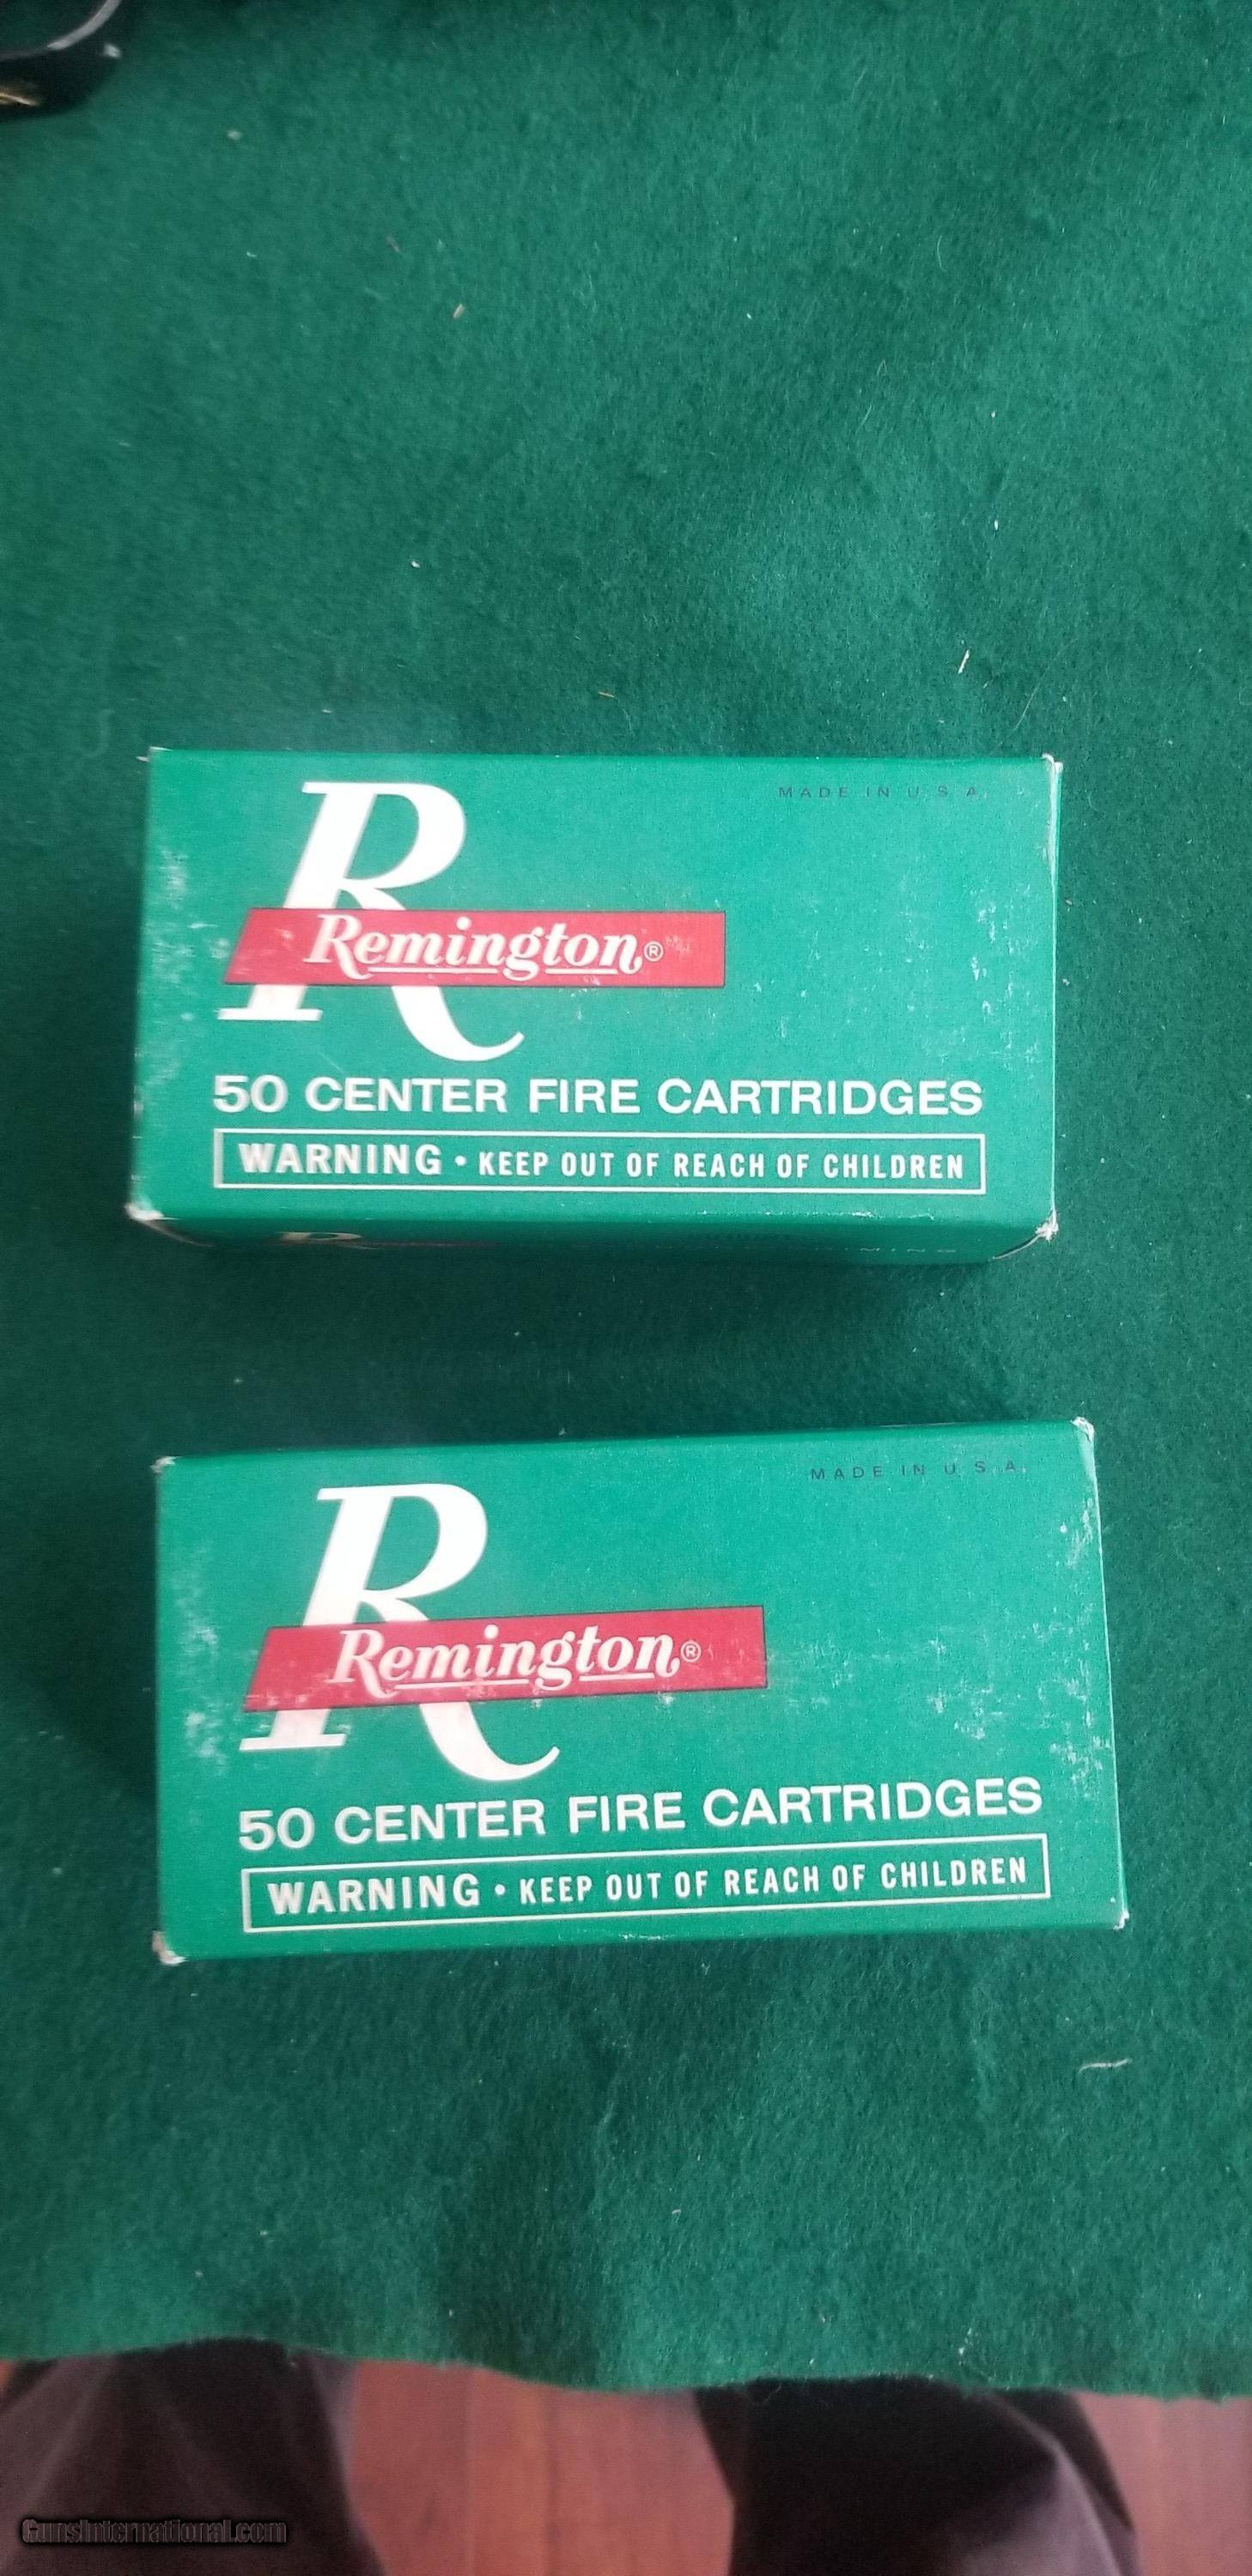 MADE IN U.S.A.
R
Remington®
50 CENTER FIRE CARTRIDGES
WARNING • KEEP OUT OF REACH OF CHILDREN
MADE IN U.S.A.
R
Remington®
50 CENTER FIRE CARTRIDGES
WARNING • KEEP OUT OF REACH OF CHILDREN
GunsInternational.com